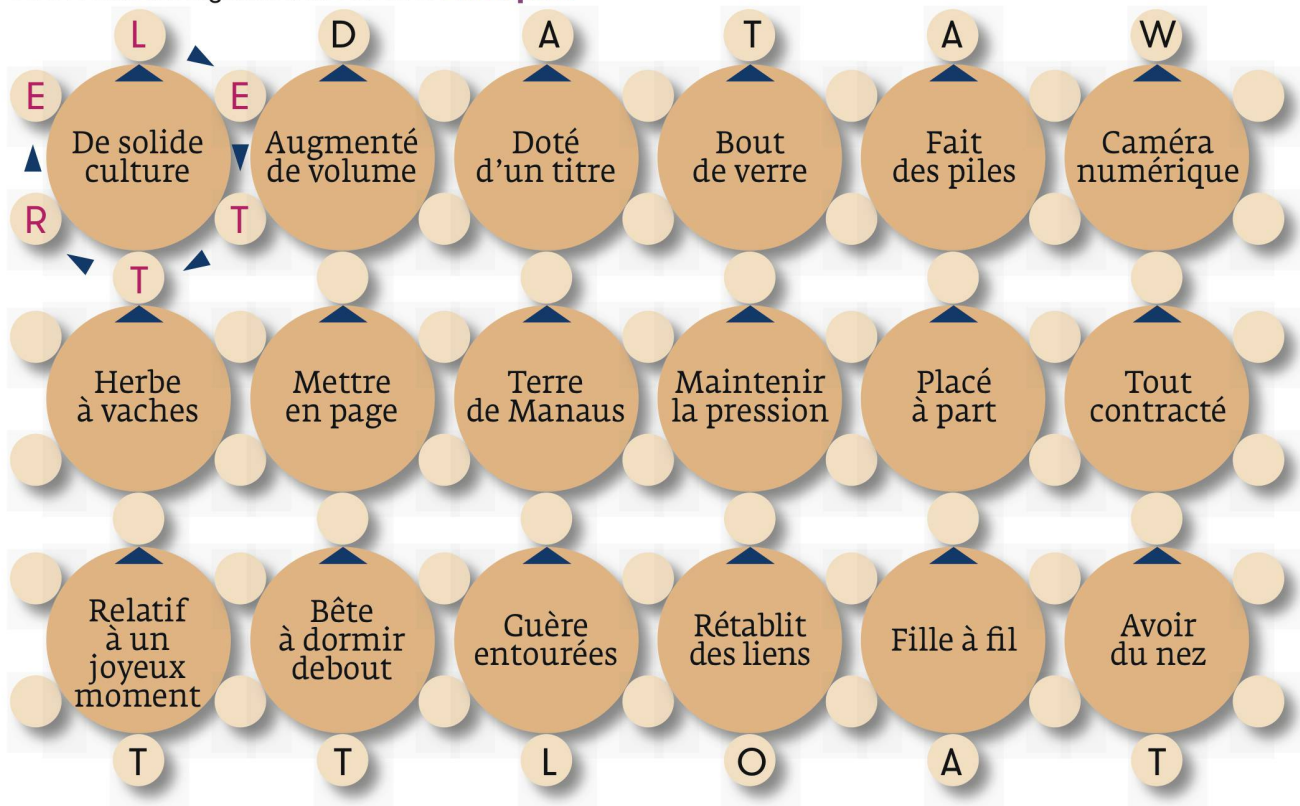 L D A T A W
E E
De solide
culture
Augmenté
de volume
Doté
d'un titre
Bout
de verre
Fait
des piles
Caméra
numérique
R T
T
Herbe
à vaches
Mettre
en page
Terre
de Manaus
Maintenir
la pression
Placé
à part
Tout
contracté
Relatif
à un
joyeux
moment
Bête
à dormir
debout
Guère
entourées
Rétablit
des liens
Fille à fil
Avoir
du nez
T T L O A T